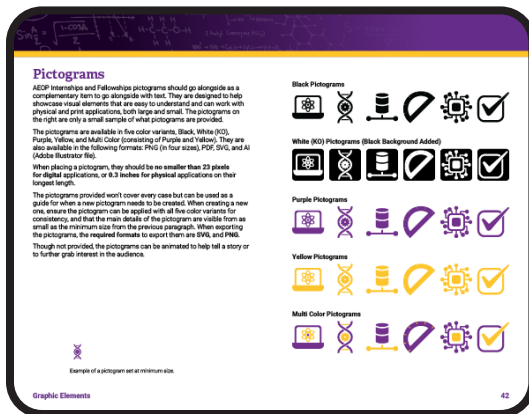 Pictograms
AEOP Internships and Fellowships pictograms should go alongside as a
complementary item to go alongside with text. They are designed to help
showcase visual elements that are easy to understand and can work with
physical and print applications, both large and small. The pictograms on
the right are only a small sample of what pictograms are provided.
The pictograms are available in five color variants, Black, White (KO),
Purple, Yellow, and Multi Color (consisting of Purple and Yellow). They are
also available in the following formats: PNG (in four sizes), PDF, SVG, and AI
(Adobe Illustrator file).
When placing a pictogram, they should be no smaller than 23 pixels
for digital applications, or 0.3 inches for physical applications on their
longest length.
The pictograms provided won't cover every case but can be used as a
guide for when a new pictogram needs to be created. When creating a new
one, ensure the pictogram can be applied with all five color variants for
consistency, and that the main details of the pictogram are visible from as
small as the minimum size from the previous paragraph. When exporting
the pictograms, the required formats to export them are SVG, and PNG.
Though not provided, the pictograms can be animated to help tell a story or
to further grab interest in the audience.
Example of a pictogram set at minimum size.
Black Pictograms
White (KO) Pictograms (Black Background Added)
Purple Pictograms
Yellow Pictograms
Multi Color Pictograms
Graphic Elements
42